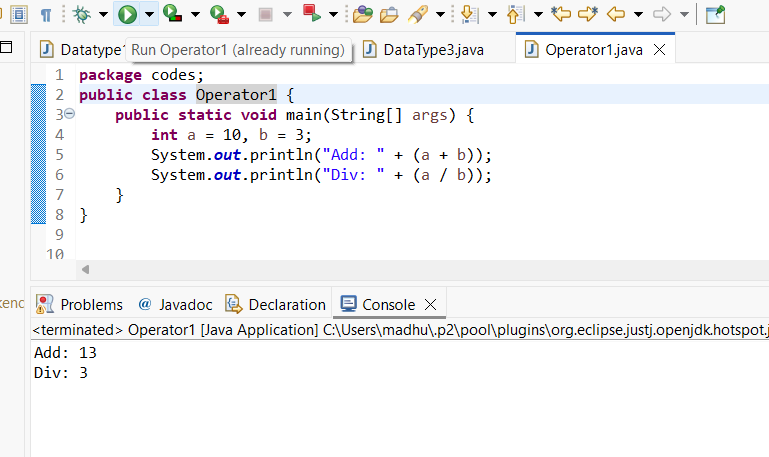 Datatype1 Run Operator1 (already running) DataType3.java Operator1.java
1 package codes;
2 public class Operator1 {
3 public static void main(String[] args) {
4 int a = 10, b = 3;
5 System.out.println("Add: " + (a + b));
6 System.out.println("Div: " + (a / b));
7 }
8 }
9
10
Problems @ Javadoc Declaration Console
<terminated> Operator1 [Java Application] C:\Users\madhu\.p2\pool\plugins\org.eclipse.justj.openjdk.hotspot.j
Add: 13
Div: 3